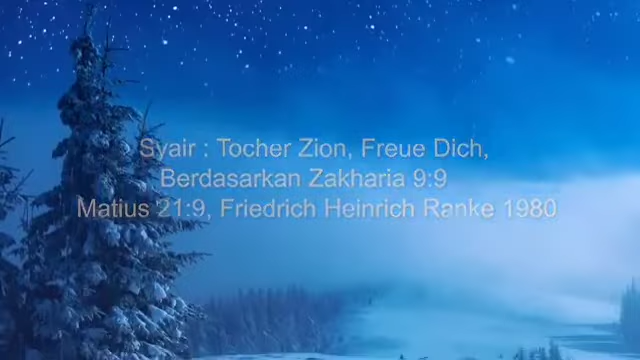 Syair : Tocher Zion, Freue Dich,
Berdasarkan Zakharia 9:9
Matius 21:9, Friedrich Heinrich Ranke 1980